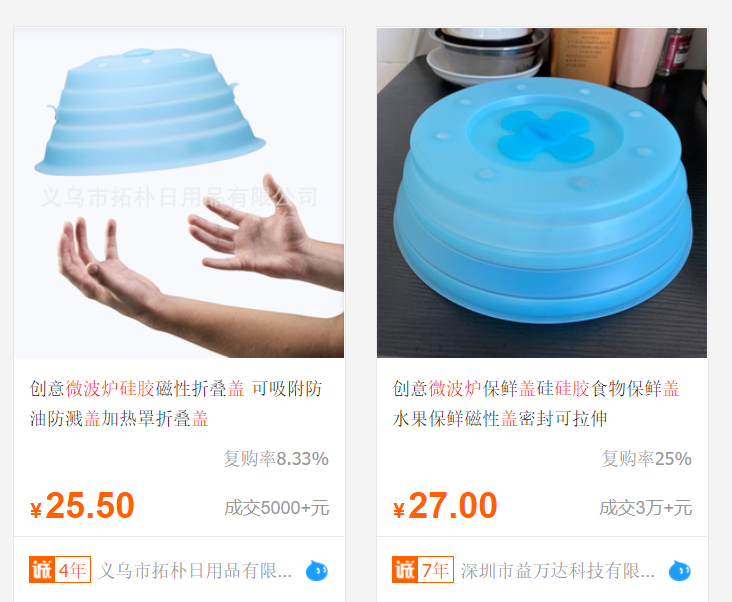 义乌市拓朴日用品有限公司
创意微波炉硅胶磁性折叠盖 可吸附防
油防溅盖加热罩折叠盖
复购率8.33%
¥25.50
成交5000+元
诚 4年 义乌市拓朴日用品有限...
创意微波炉保鲜盖硅硅胶食物保鲜盖
水果保鲜磁性盖密封可拉伸
复购率25%
¥27.00
成交3万+元
诚 7年 深圳市益万达科技有限...